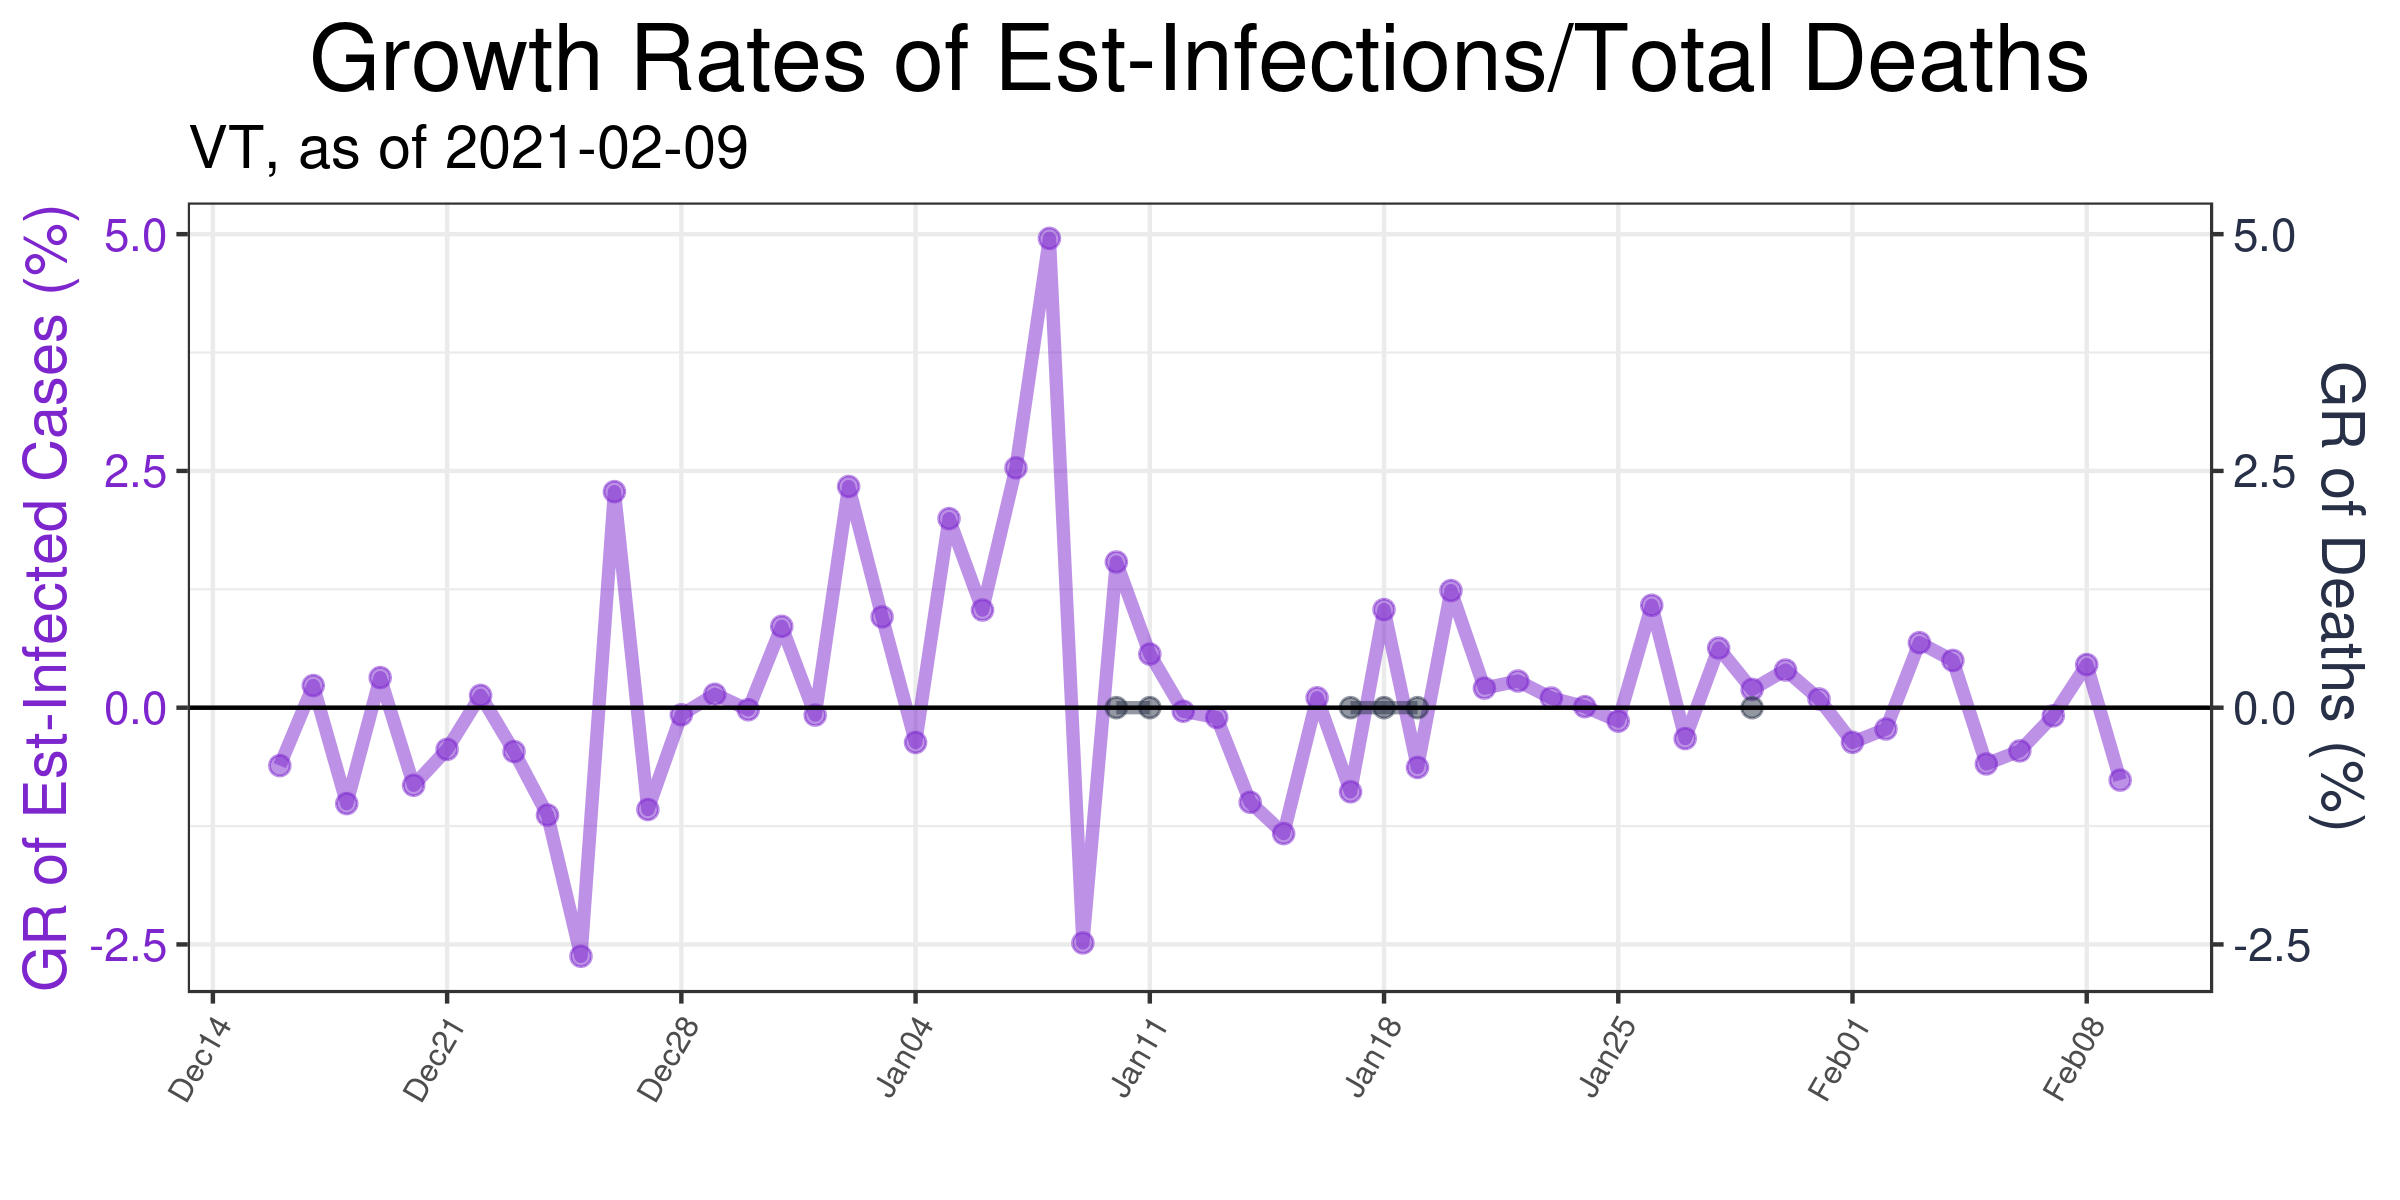 Growth Rates of Est-Infections/Total Deaths
VT, as of 2021-02-09
GR of Est-Infected Cases (%)
5.0
2.5
0.0
-2.5
5.0
2.5
0.0
-2.5
GR of Deaths (%)
Dec14
Dec21
Dec28
Jan04
Jan11
Jan18
Jan25
Feb01
Feb08